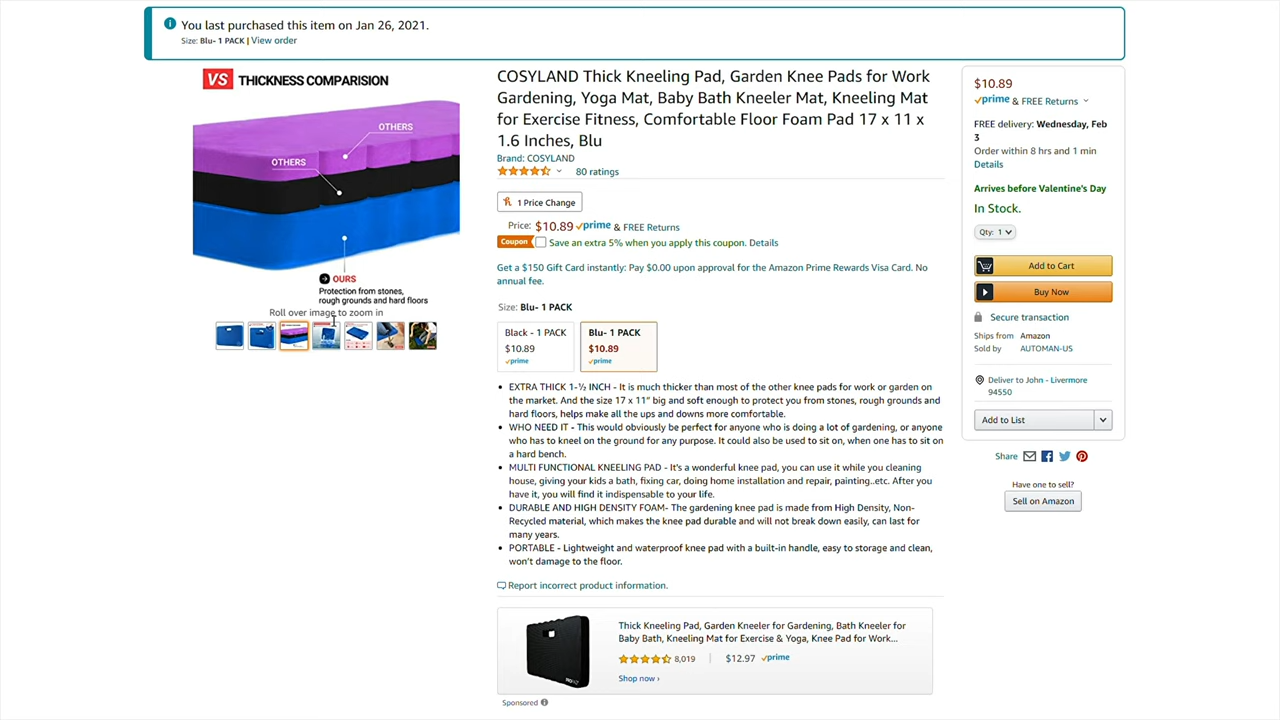 You last purchased this item on Jan 26, 2021.
Size: Blu- 1 PACK | View order
VS THICKNESS COMPARISION
OTHERS
OTHERS
OURS
Protection from stones,
rough grounds and hard floors
Roll over image to zoom in
COSYLAND Thick Kneeling Pad, Garden Knee Pads for Work
Gardening, Yoga Mat, Baby Bath Kneeler Mat, Kneeling Mat
for Exercise Fitness, Comfortable Floor Foam Pad 17 x 11 x
1.6 Inches, Blu
Brand: COSYLAND
80 ratings
1 Price Change
Price: $10.89 prime & FREE Returns
Coupon Save an extra 5% when you apply this coupon. Details
Get a $150 Gift Card instantly: Pay $0.00 upon approval for the Amazon Prime Rewards Visa Card. No
annual fee.
Size: Blu- 1 PACK
Black - 1 PACK
$10.89
prime
Blu- 1 PACK
$10.89
prime
• EXTRA THICK 1-½ INCH - It is much thicker than most of the other knee pads for work or garden on
the market. And the size 17 x 11" big and soft enough to protect you from stones, rough grounds and
hard floors, helps make all the ups and downs more comfortable.
• WHO NEED IT - This would obviously be perfect for anyone who is doing a lot of gardening, or anyone
who has to kneel on the ground for any purpose. It could also be used to sit on, when one has to sit on
a hard bench.
• MULTI FUNCTIONAL KNEELING PAD - It's a wonderful knee pad, you can use it while you cleaning
house, giving your kids a bath, fixing car, doing home installation and repair, painting..etc. After you
have it, you will find it indispensable to your life.
• DURABLE AND HIGH DENSITY FOAM- The gardening knee pad is made from High Density, Non-
Recycled material, which makes the knee pad durable and will not break down easily, can last for
many years.
• PORTABLE - Lightweight and waterproof knee pad with a built-in handle, easy to storage and clean,
won't damage to the floor.
Report incorrect product information.
Thick Kneeling Pad, Garden Kneeler for Gardening, Bath Kneeler for
Baby Bath, Kneeling Mat for Exercise & Yoga, Knee Pad for Work...
8,019 | $12.97 prime
Shop now ›
Sponsored
$10.89
prime & FREE Returns
FREE delivery: Wednesday, Feb
3
Order within 8 hrs and 1 min
Details
Arrives before Valentine's Day
In Stock.
Qty: 1
Add to Cart
Buy Now
Secure transaction
Ships from Amazon
Sold by AUTOMAN-US
Deliver to John - Livermore
94550
Add to List
Share
Have one to sell?
Sell on Amazon